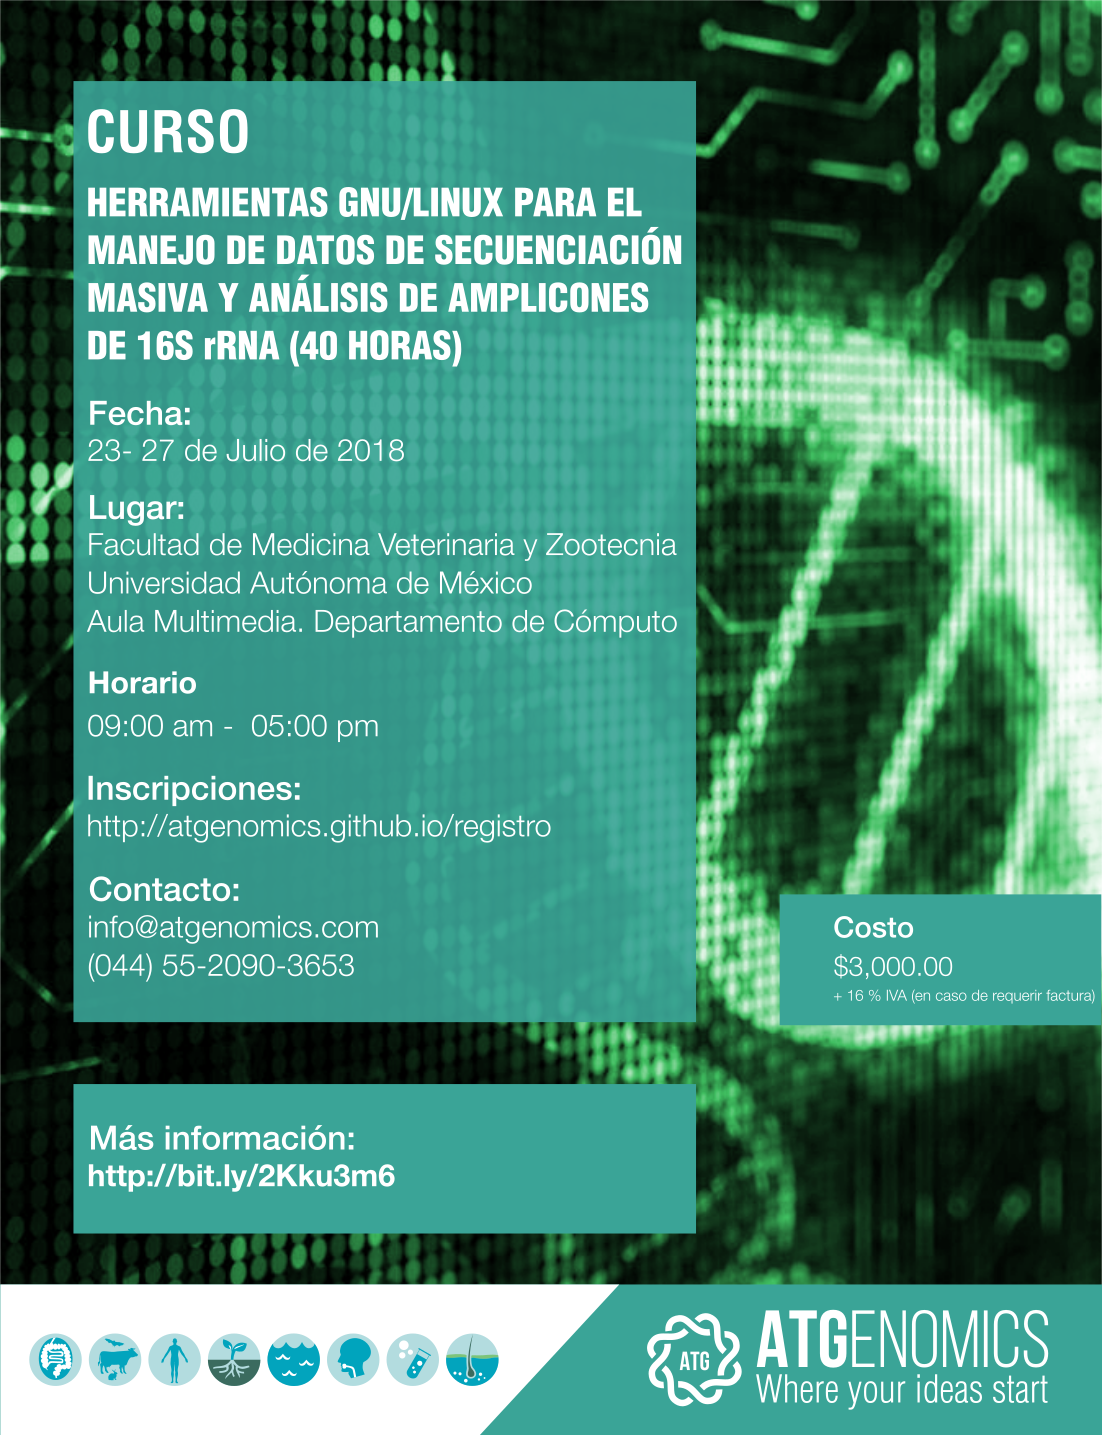 CURSO
HERRAMIENTAS GNU/LINUX PARA EL
MANEJO DE DATOS DE SECUENCIACIÓN
MASIVA Y ANÁLISIS DE AMPLICONES
DE 16S rRNA (40 HORAS)
Fecha:
23- 27 de Julio de 2018
Lugar:
Facultad de Medicina Veterinaria y Zootecnia
Universidad Autónoma de México
Aula Multimedia. Departamento de Cómputo
Horario
09:00 am -  05:00 pm
Inscripciones:
http://atgenomics.github.io/registro
Contacto:
info@atgenomics.com
(044) 55-2090-3653
Costo
$3,000.00
+ 16 % IVA (en caso de requerir factura)
Más información:
http://bit.ly/2Kku3m6
ATG
ATGENOMICS
Where your ideas start